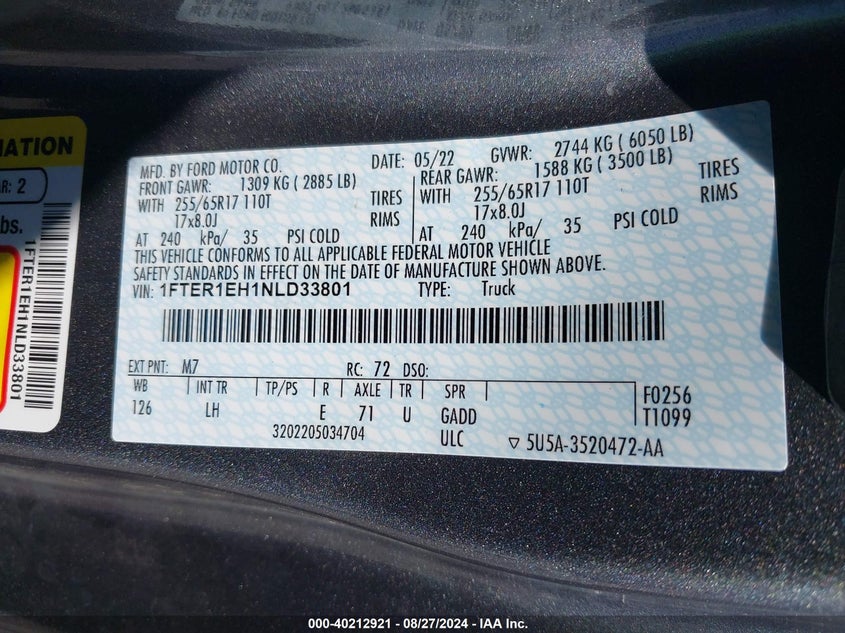 MFD. BY FORD MOTOR CO.
DATE: 05/22
GVWR: 2744 KG ( 6050 LB)
FRONT GAWR: 1309 KG ( 2885 LB)
REAR GAWR: 1588 KG ( 3500 LB)
WITH 255/65R17 110T TIRES
WITH 255/65R17 110T TIRES
17x8.0J RIMS
17x8.0J RIMS
AT 240 kPa/ 35 PSI COLD
AT 240 kPa/ 35 PSI COLD
THIS VEHICLE CONFORMS TO ALL APPLICABLE FEDERAL MOTOR VEHICLE
SAFETY STANDARDS IN EFFECT ON THE DATE OF MANUFACTURE SHOWN ABOVE.
VIN: 1FTER1EH1NLD33801 TYPE: Truck
EXT PNT: M7 RC: 72 DSO:
WB INT TR TP/PS R AXLE TR SPR F0256
126 LH E 71 U GADD T1099
3202205034704 ULC ▽ 5U5A-3520472-AA
MATION
AR: 2
bs.
1FTER1EH1NLD33801
000-40212921 - 08/27/2024 - IAA Inc.